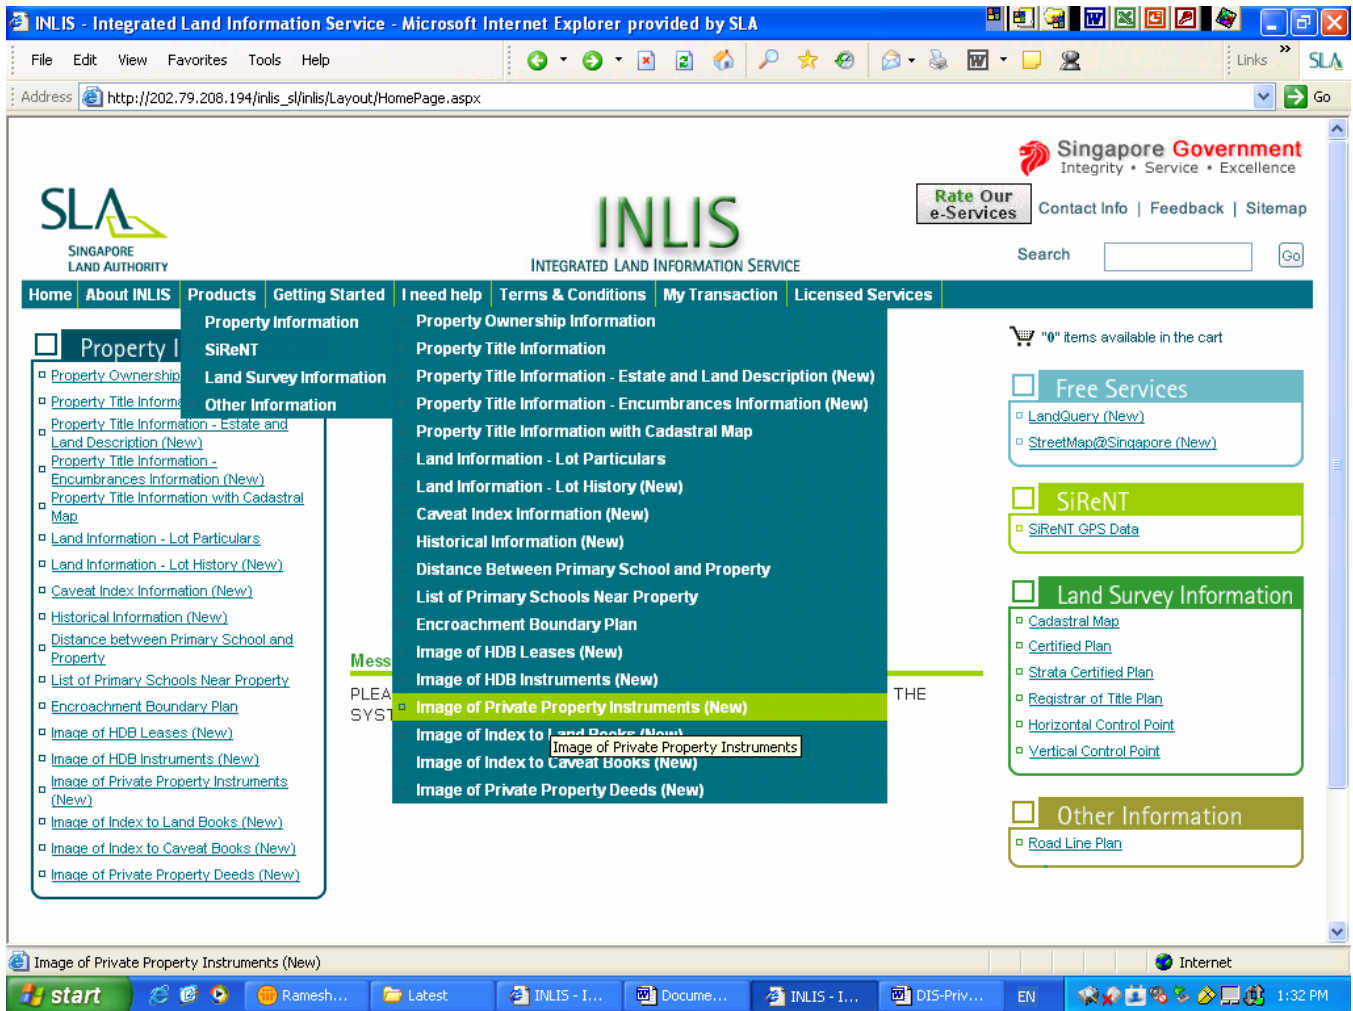 INLIS - Integrated Land Information Service - Microsoft Internet Explorer provided by SLA
File Edit View Favorites Tools Help
Links »
SLA
Address http://202.79.208.194/inlis_sl/inlis/Layout/HomePage.aspx
Go
Singapore Government
Integrity • Service • Excellence
SLA
SINGAPORE
LAND AUTHORITY
INLIS
INTEGRATED LAND INFORMATION SERVICE
Rate Our
e-Services
Contact Info | Feedback | Sitemap
Search
Go
Home About INLIS Products Getting Started I need help Terms & Conditions My Transaction Licensed Services
Property Information
SiReNT
Land Survey Information
Other Information
Property Ownership Information
Property Title Information
Property Title Information - Estate and Land Description (New)
Property Title Information - Encumbrances Information (New)
Property Title Information with Cadastral Map
Land Information - Lot Particulars
Land Information - Lot History (New)
Caveat Index Information (New)
Historical Information (New)
Distance Between Primary School and Property
List of Primary Schools Near Property
Encroachment Boundary Plan
Image of HDB Leases (New)
Image of HDB Instruments (New)
Image of Private Property Instruments (New)
Image of Index to Land Books (New)
Image of Private Property Instruments
Image of Index to Caveat Books (New)
Image of Private Property Deeds (New)
Property I
Property Ownership
Property Title Informa
Property Title Information - Estate and
Land Description (New)
Property Title Information -
Encumbrances Information (New)
Property Title Information with Cadastral
Map
Land Information - Lot Particulars
Land Information - Lot History (New)
Caveat Index Information (New)
Historical Information (New)
Distance between Primary School and
Property
List of Primary Schools Near Property
Encroachment Boundary Plan
Image of HDB Leases (New)
Image of HDB Instruments (New)
Image of Private Property Instruments
(New)
Image of Index to Land Books (New)
Image of Index to Caveat Books (New)
Image of Private Property Deeds (New)
Mess
PLEA THE
SYST
"0" items available in the cart
Free Services
LandQuery (New)
StreetMap@Singapore (New)
SiReNT
SiReNT GPS Data
Land Survey Information
Cadastral Map
Certified Plan
Strata Certified Plan
Registrar of Title Plan
Horizontal Control Point
Vertical Control Point
Other Information
Road Line Plan
Image of Private Property Instruments (New)
Internet
start
Ramesh...
Latest
INLIS - I...
Docume...
INLIS - I...
DIS-Priv...
EN
1:32 PM